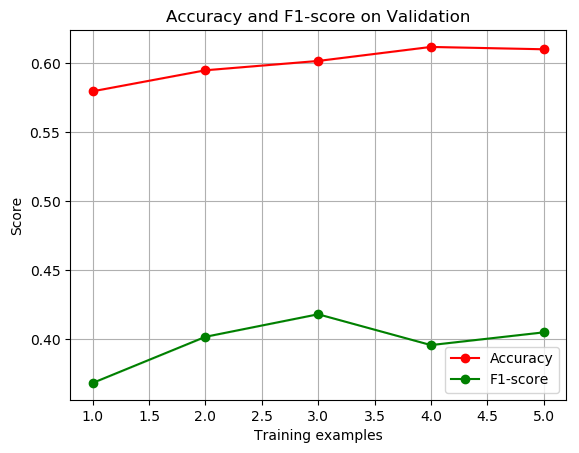 Accuracy and F1-score on Validation
Score
0.60
0.55
0.50
0.45
0.40
Accuracy
F1-score
1.0 1.5 2.0 2.5 3.0 3.5 4.0 4.5 5.0
Training examples